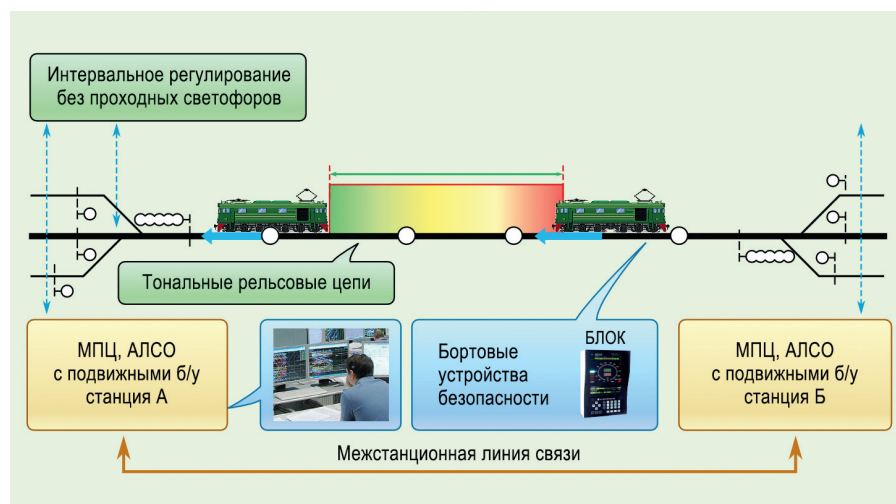 Интервальное регулирование
без проходных светофоров
Тональные рельсовые цепи
МПЦ, АЛСО
с подвижными б/у
станция А
Бортовые
устройства
безопасности
БЛОК
МПЦ, АЛСО
с подвижными б/у
станция Б
Межстанционная линия связи